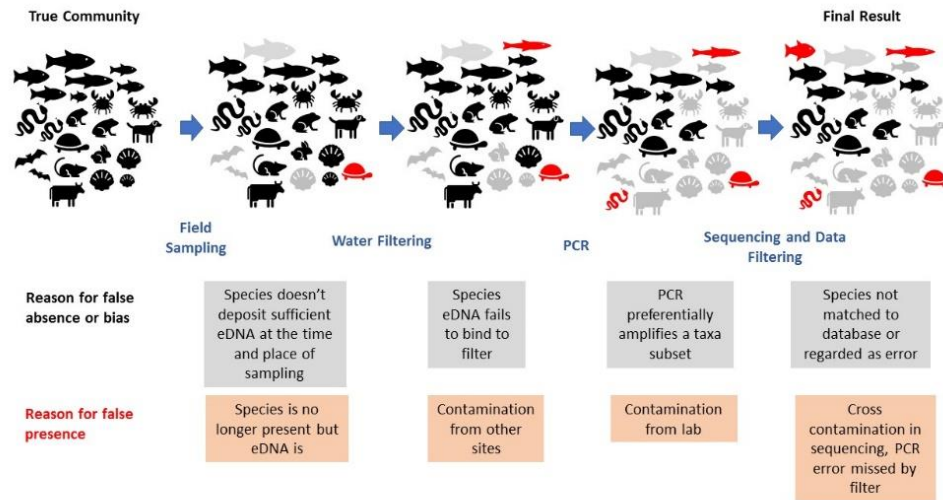 True Community
Final Result
Field
Sampling
Water Filtering
PCR
Sequencing and Data
Filtering
Reason for false
absence or bias
Species doesn't
deposit sufficient
eDNA at the time
and place of
sampling
Species
eDNA fails
to bind to
filter
PCR
preferentially
amplifies a taxa
subset
Species not
matched to
database or
regarded as error
Reason for false
presence
Species is no
longer present but
eDNA is
Contamination
from other
sites
Contamination
from lab
Cross
contamination in
sequencing, PCR
error missed by
filter